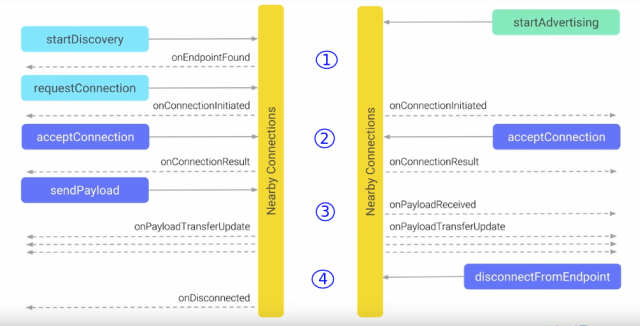 startDiscovery
startAdvertising
onEndpointFound
①
requestConnection
onConnectionInitiated
onConnectionInitiated
acceptConnection
②
acceptConnection
onConnectionResult
onConnectionResult
sendPayload
Nearby Connections
Nearby Connections
③
onPayloadReceived
onPayloadTransferUpdate
onPayloadTransferUpdate
④
disconnectFromEndpoint
onDisconnected